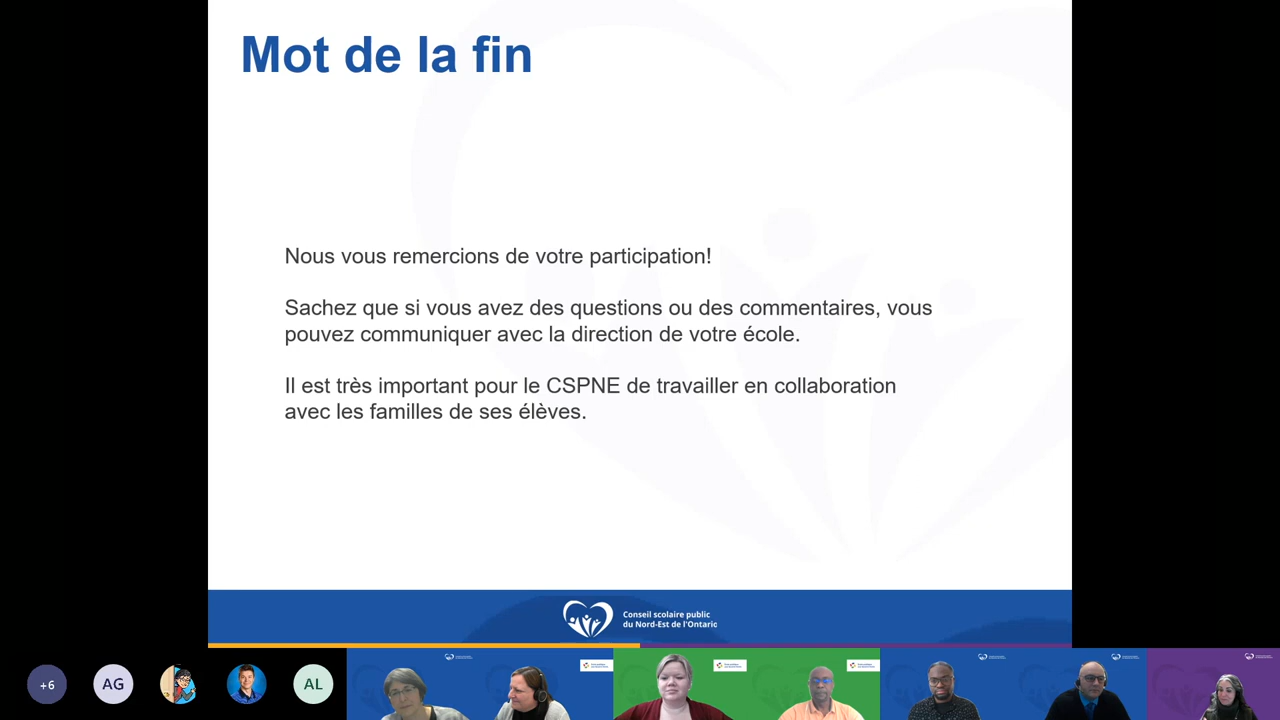 Mot de la fin
Nous vous remercions de votre participation!
Sachez que si vous avez des questions ou des commentaires, vous
pouvez communiquer avec la direction de votre école.
Il est très important pour le CSPNE de travailler en collaboration
avec les familles de ses élèves.
Conseil scolaire public
du Nord-Est de l'Ontario
+6
AG
AL